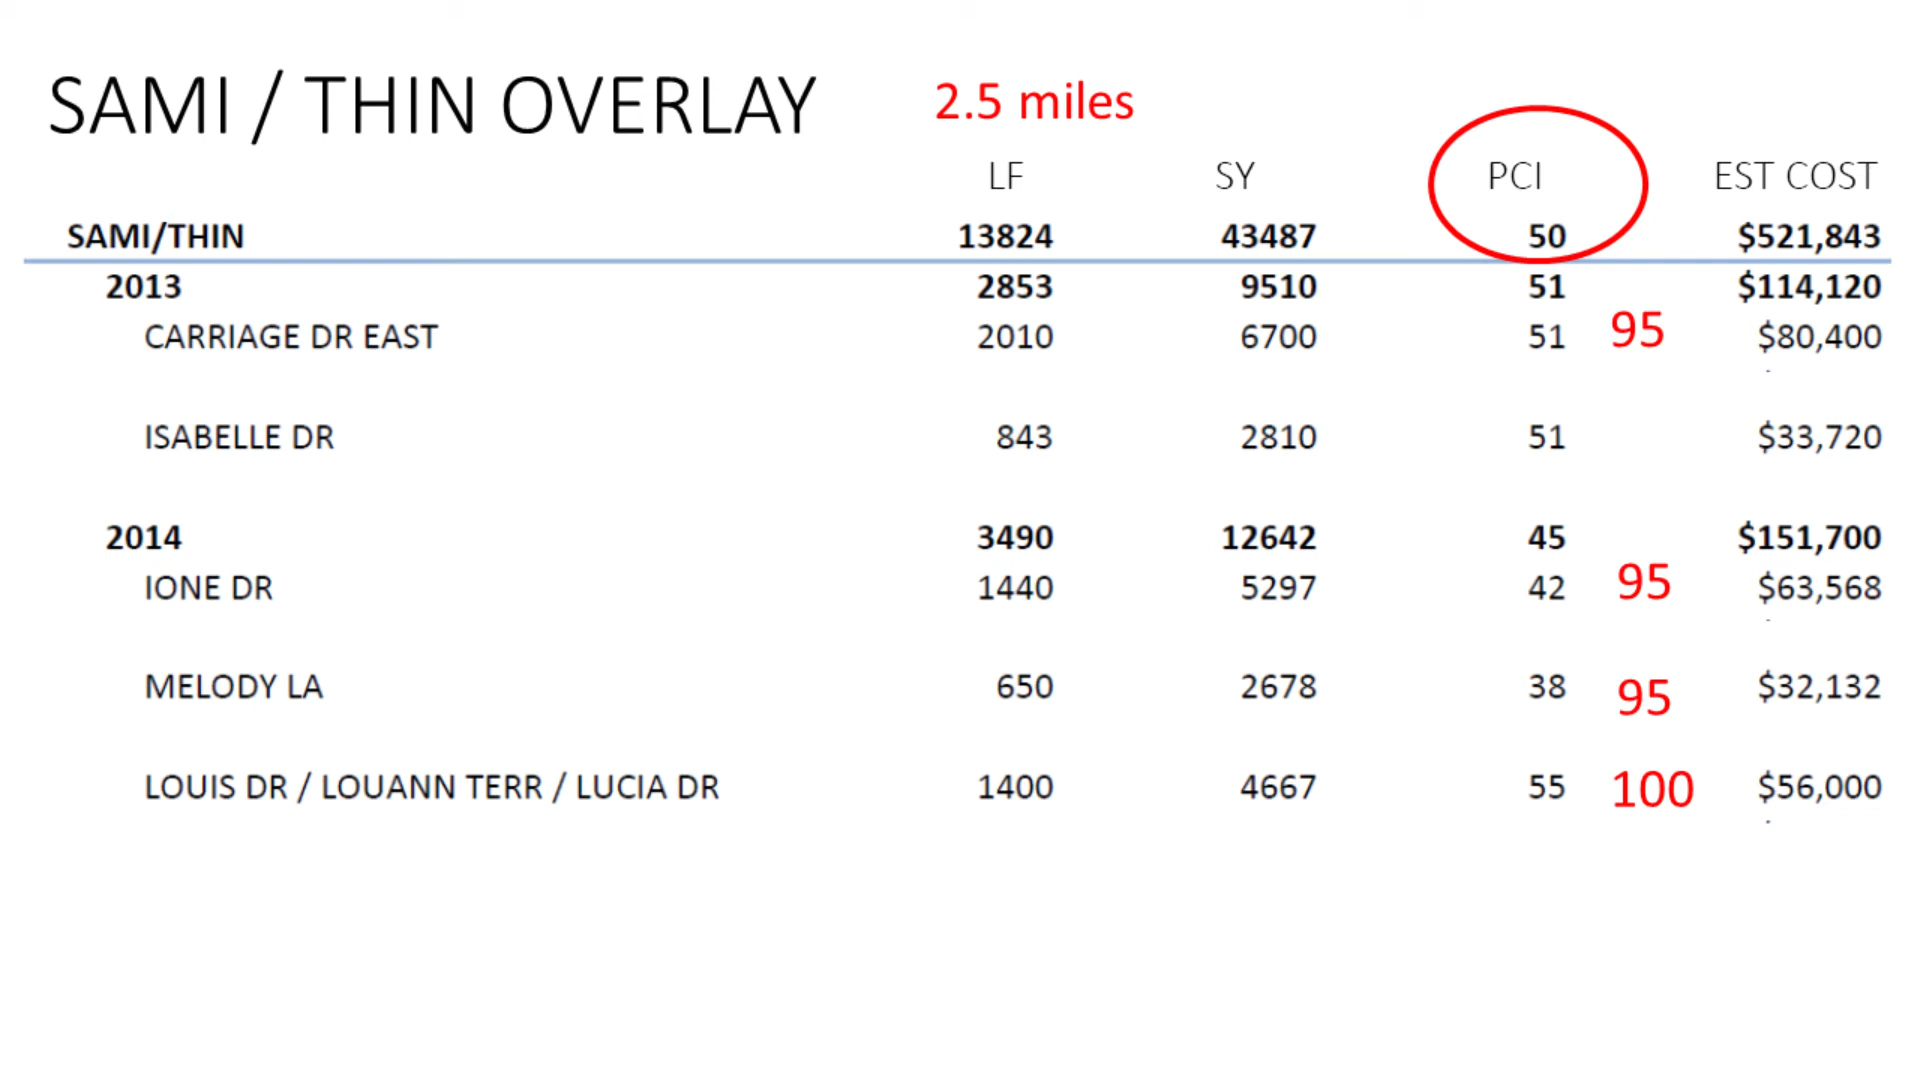 SAMI / THIN OVERLAY 2.5 miles
LF SY PCI EST COST
SAMI/THIN 13824 43487 50 $521,843
2013 2853 9510 51 $114,120
CARRIAGE DR EAST 2010 6700 51 95 $80,400
ISABELLE DR 843 2810 51 $33,720
2014 3490 12642 45 $151,700
IONE DR 1440 5297 42 95 $63,568
MELODY LA 650 2678 38 95 $32,132
LOUIS DR / LOUANN TERR / LUCIA DR 1400 4667 55 100 $56,000